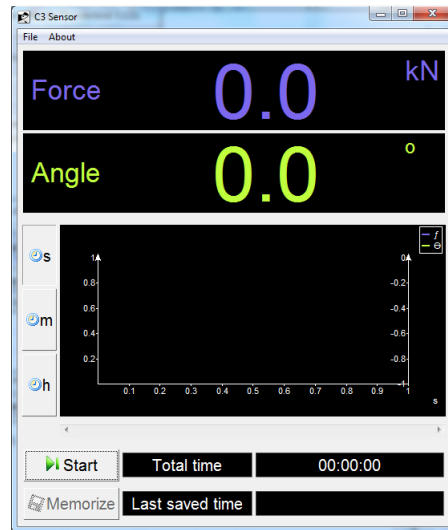 C3 Sensor
File About
Force 0.0 kN
Angle 0.0 °
f
θ
s
m
h
1
0.8
0.6
0.4
0.2
0
-0.2
-0.4
-0.6
-0.8
-1
0.1 0.2 0.3 0.4 0.5 0.6 0.7 0.8 0.9 1
s
Start Total time 00:00:00
Memorize Last saved time